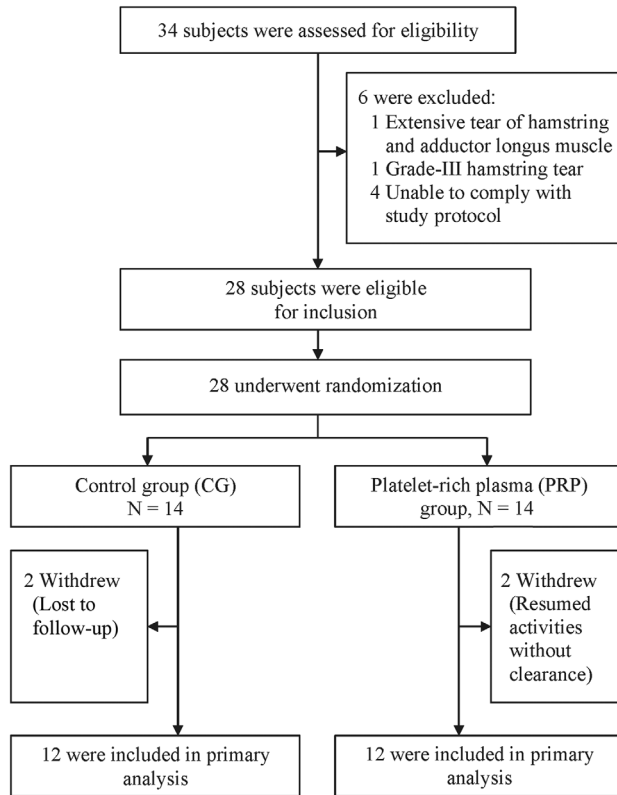 34 subjects were assessed for eligibility
6 were excluded:
1 Extensive tear of hamstring
and adductor longus muscle
1 Grade-III hamstring tear
4 Unable to comply with
study protocol
28 subjects were eligible
for inclusion
28 underwent randomization
Control group (CG)
N = 14
Platelet-rich plasma (PRP)
group, N = 14
2 Withdrew
(Lost to
follow-up)
2 Withdrew
(Resumed
activities
without
clearance)
12 were included in primary
analysis
12 were included in primary
analysis